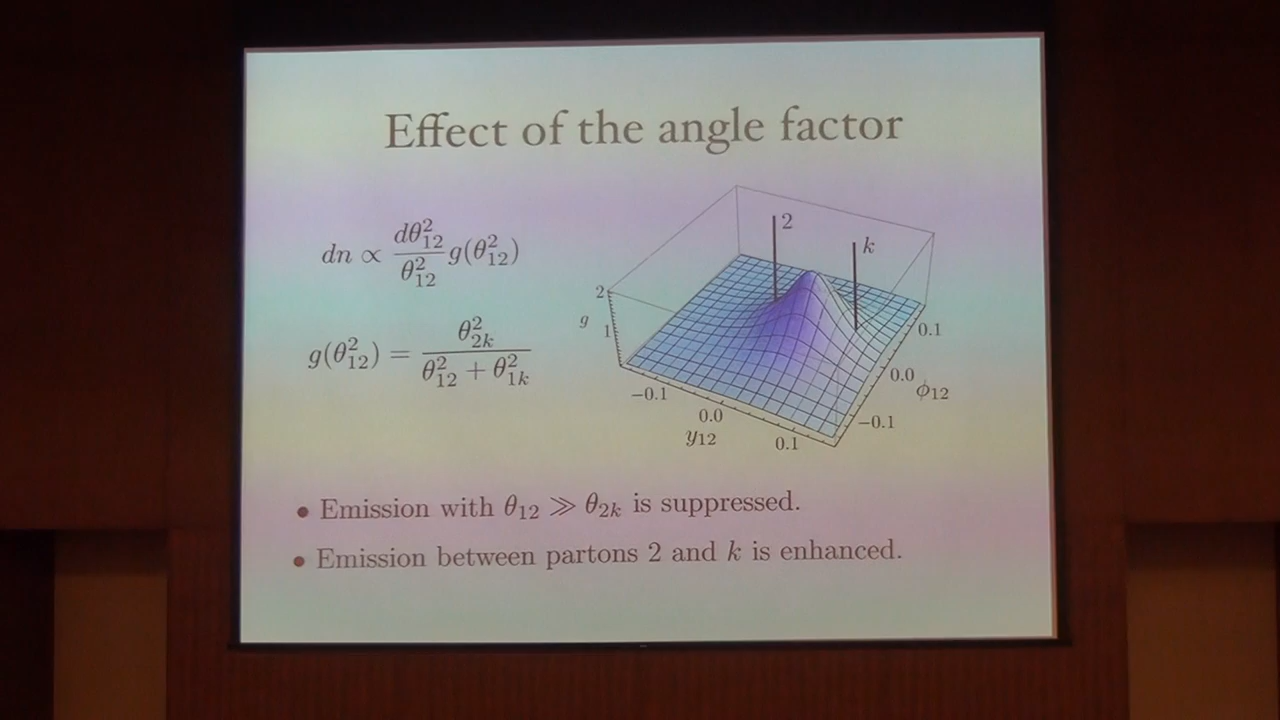 Effect of the angle factor
dn ∝ dθ²₁₂ / θ²₁₂ g(θ²₁₂)
g(θ²₁₂) = θ²₂ₖ / (θ²₁₂ + θ²₁ₖ)
2
k
2
g
1
0.1
0.0
ϕ₁₂
−0.1
−0.1
0.0
y₁₂
0.1
• Emission with θ₁₂ ≫ θ₂ₖ is suppressed.
• Emission between partons 2 and k is enhanced.